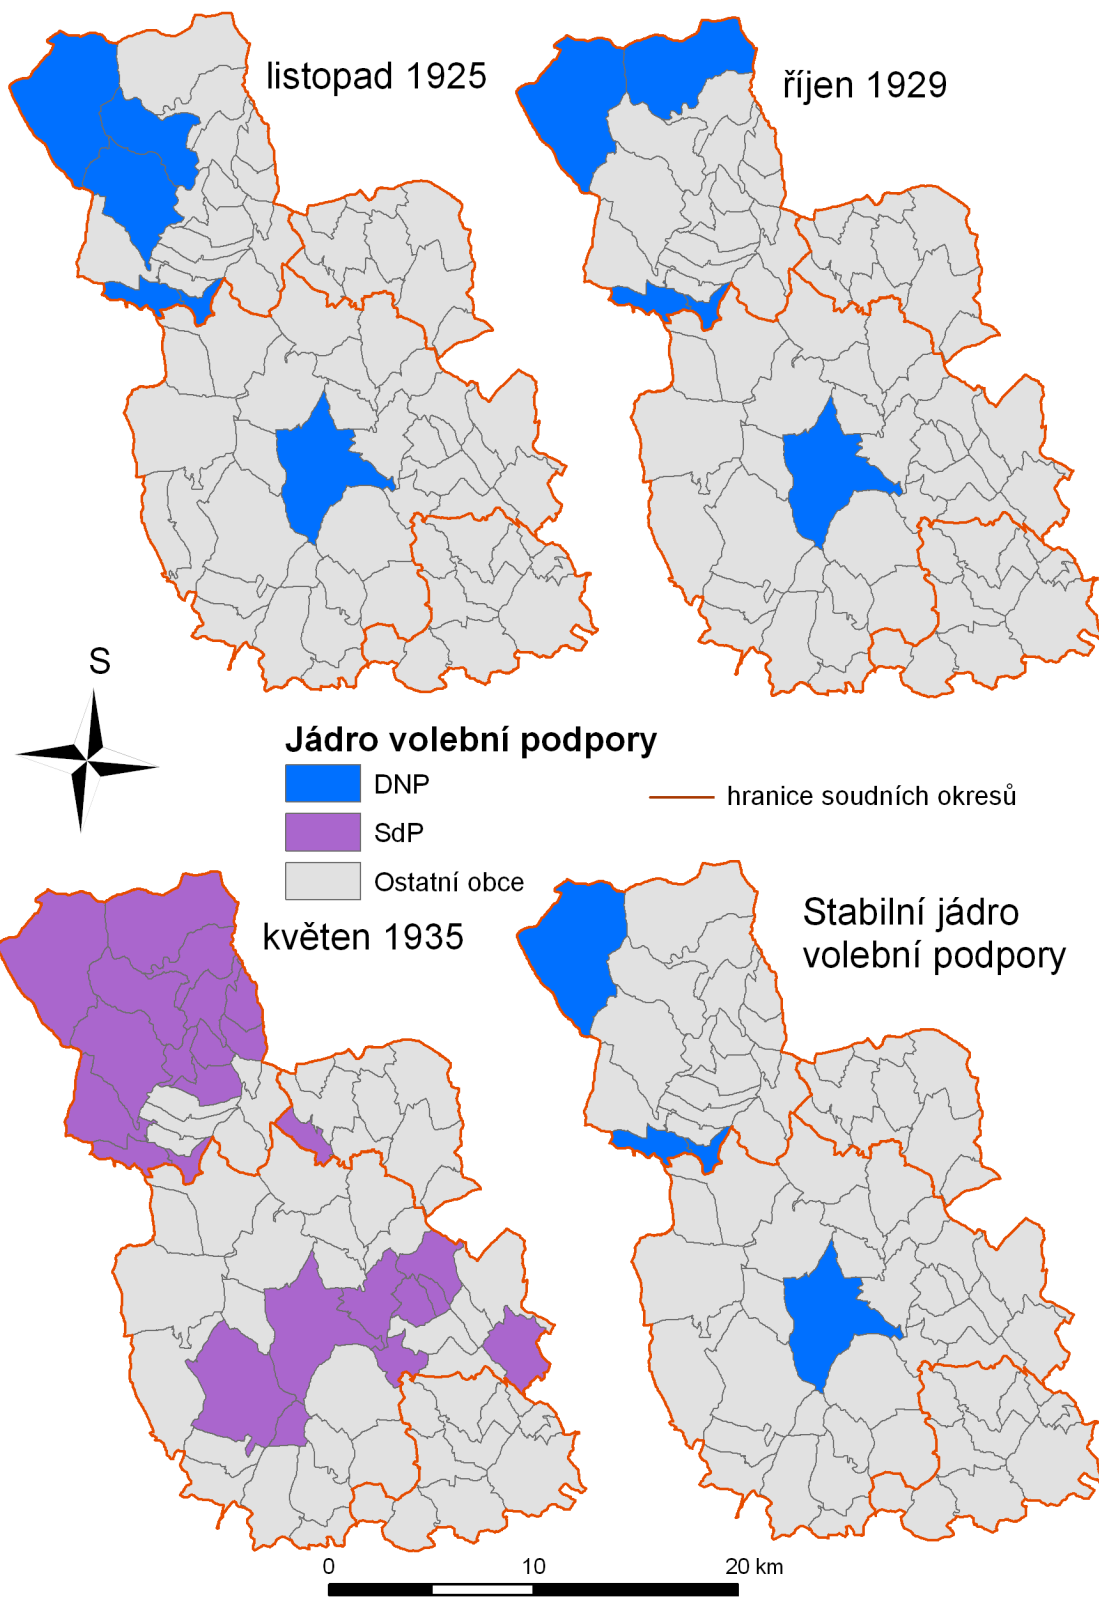 listopad 1925
říjen 1929
S
Jádro volební podpory
DNP
SdP
Ostatní obce
hranice soudních okresů
květen 1935
Stabilní jádro
volební podpory
0 10 20 km